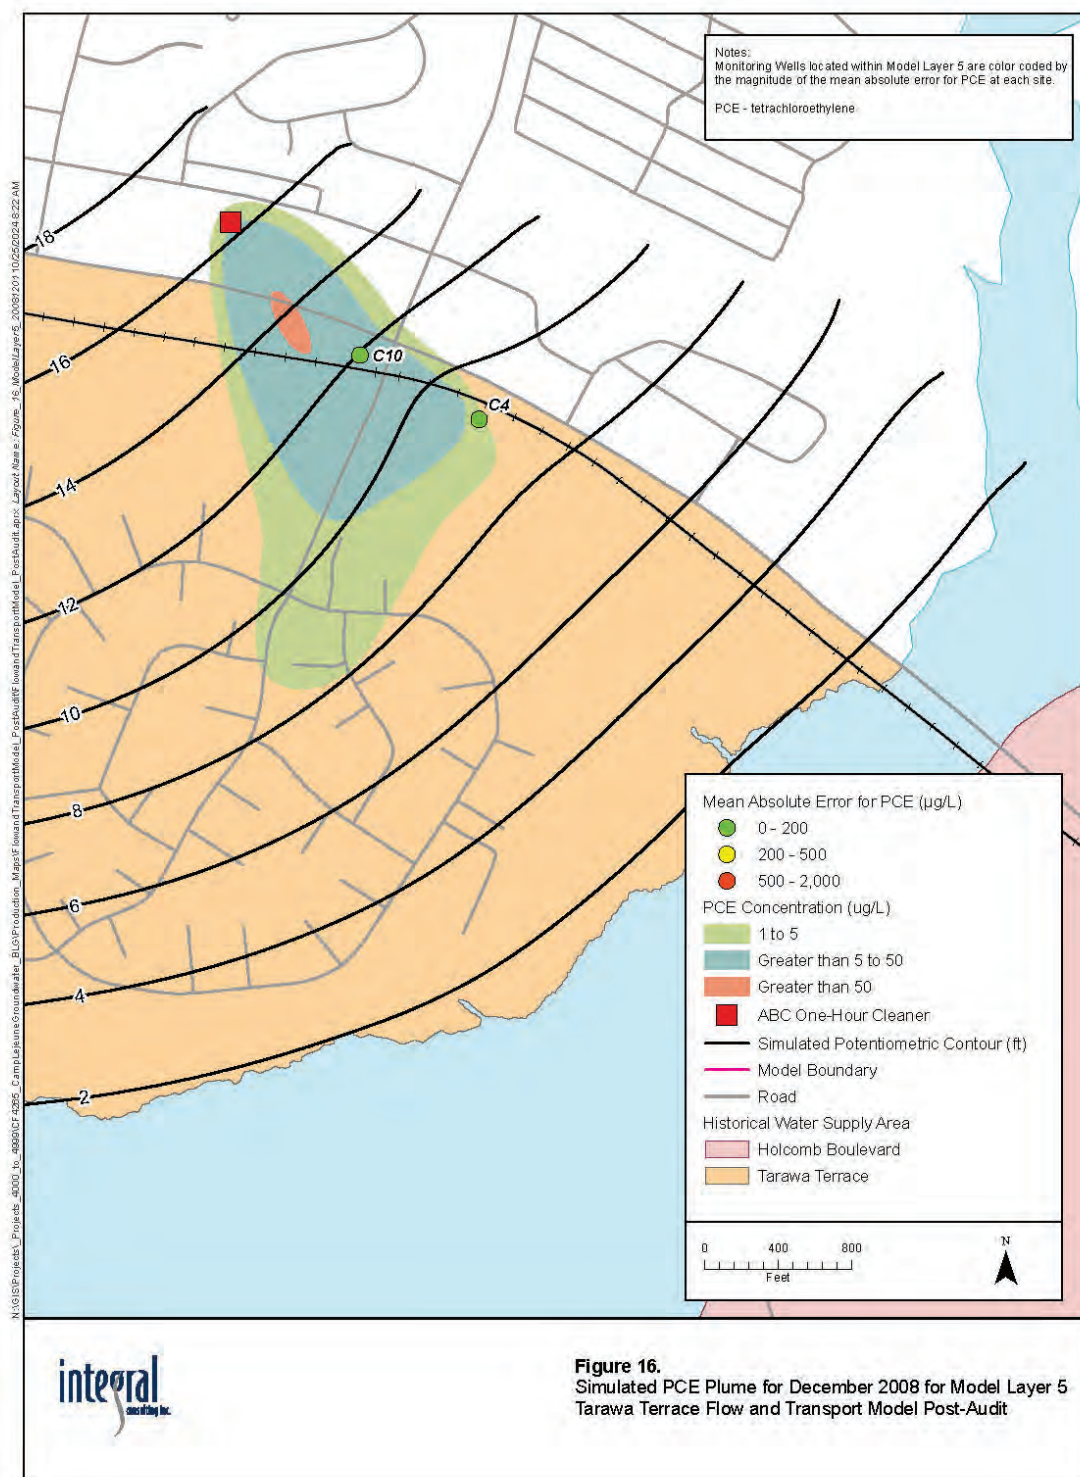 Notes:
Monitoring Wells located within Model Layer 5 are color coded by
the magnitude of the mean absolute error for PCE at each site.
PCE - tetrachloroethylene
18
16
14
12
10
8
6
4
2
C10
C4
Mean Absolute Error for PCE (µg/L)
0 - 200
200 - 500
500 - 2,000
PCE Concentration (ug/L)
1 to 5
Greater than 5 to 50
Greater than 50
ABC One-Hour Cleaner
Simulated Potentiometric Contour (ft)
Model Boundary
Road
Historical Water Supply Area
Holcomb Boulevard
Tarawa Terrace
0 400 800
Feet
N
integral
consulting inc.
Figure 16.
Simulated PCE Plume for December 2008 for Model Layer 5
Tarawa Terrace Flow and Transport Model Post-Audit